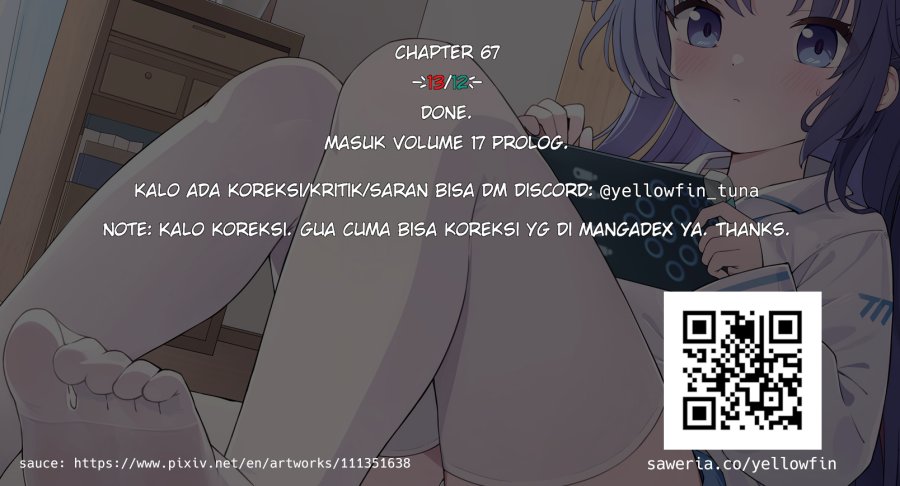 CHAPTER 67
13/12
DONE.
MASUK VOLUME 17 PROLOG.
KALO ADA KOREKSI/KRITIK/SARAN BISA DM DISCORD: @yellowfin_tuna
NOTE: KALO KOREKSI. GUA CUMA BISA KOREKSI YG DI MANGADEX YA. THANKS.
sauce: https://www.pixiv.net/en/artworks/111351638
saweria.co/yellowfin